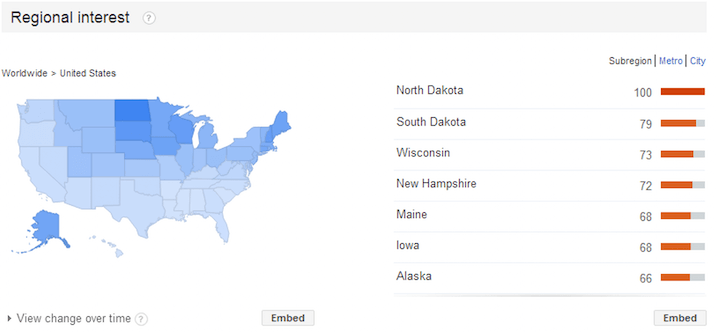 Regional interest ?
Subregion | Metro | City
Worldwide > United States
North Dakota 100
South Dakota 79
Wisconsin 73
New Hampshire 72
Maine 68
Iowa 68
Alaska 66
View change over time ?
Embed
Embed